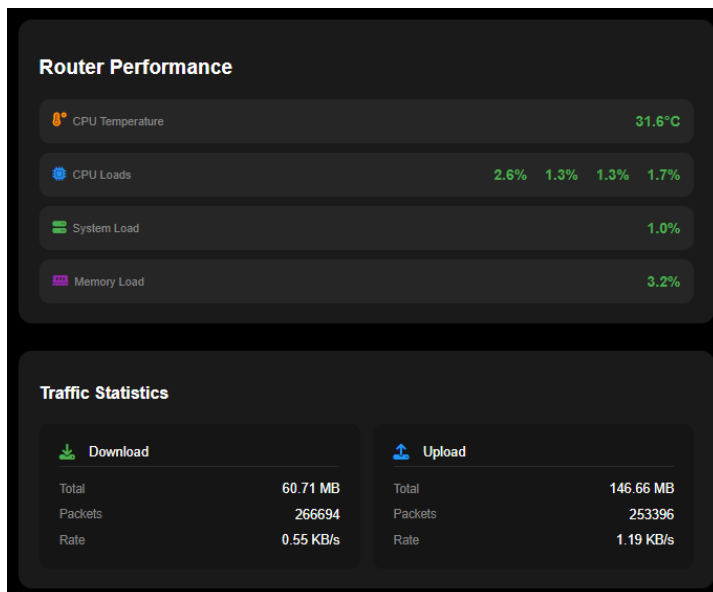 Router Performance
CPU Temperature 31.6°C
CPU Loads 2.6% 1.3% 1.3% 1.7%
System Load 1.0%
Memory Load 3.2%
Traffic Statistics
Download
Total 60.71 MB
Packets 266694
Rate 0.55 KB/s
Upload
Total 146.66 MB
Packets 253396
Rate 1.19 KB/s